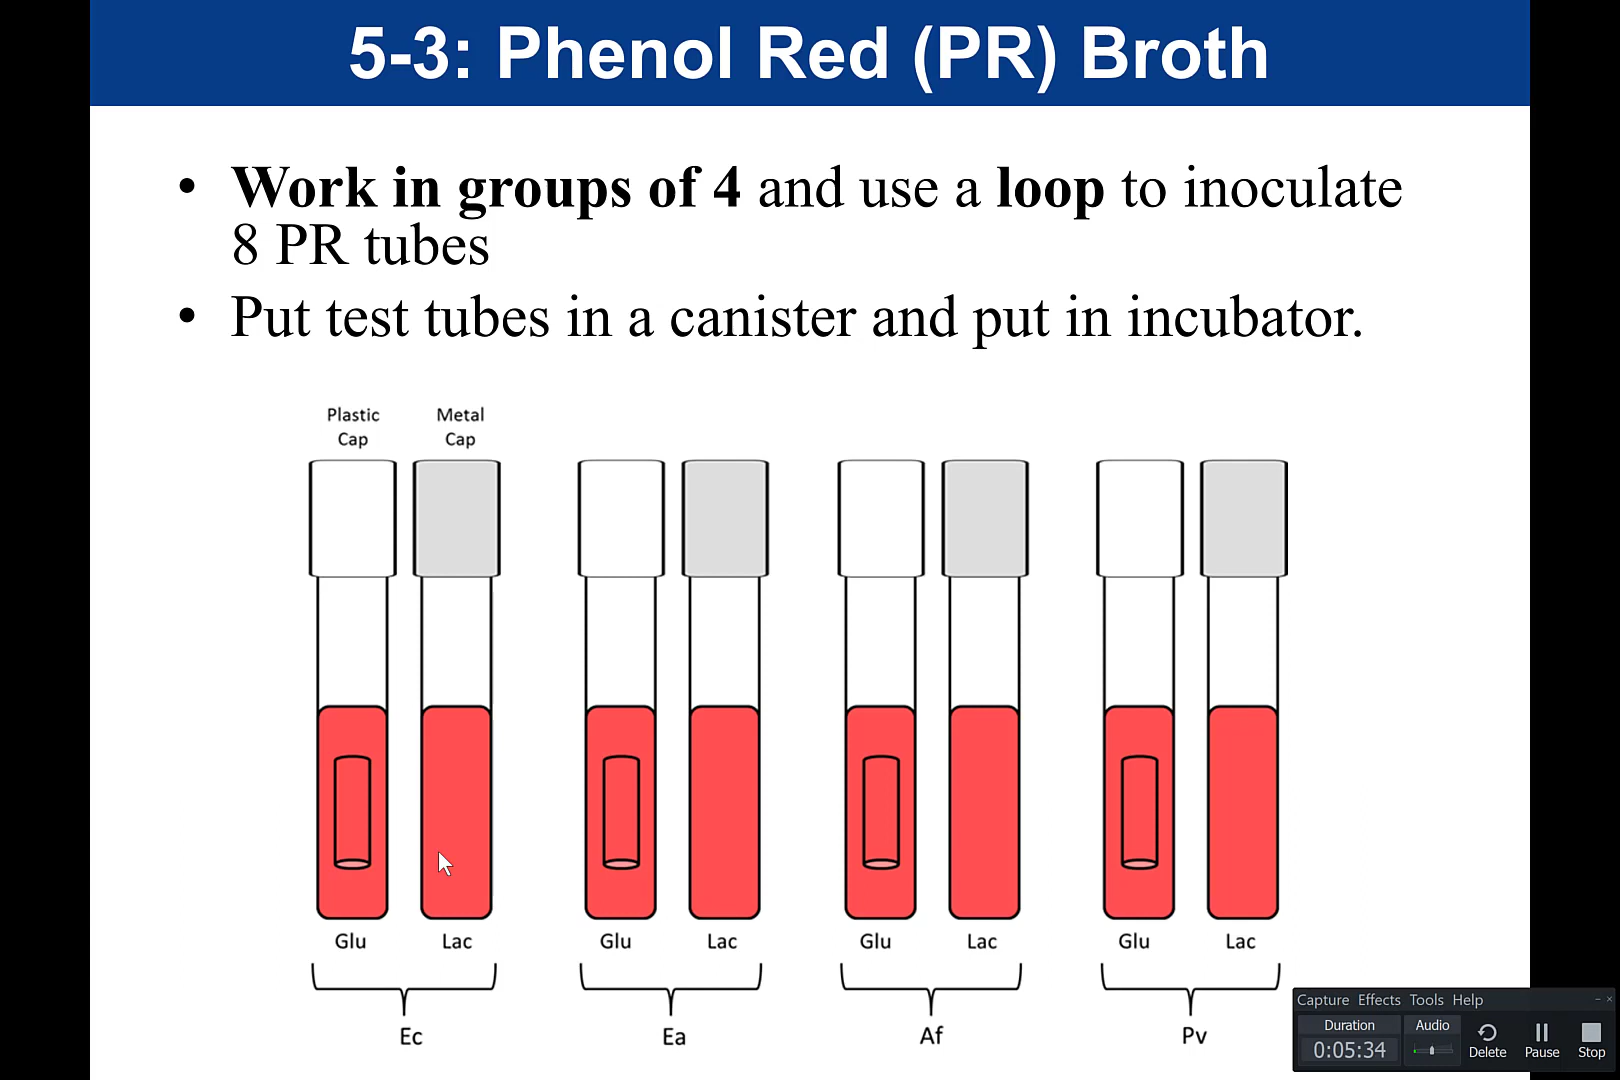 5-3: Phenol Red (PR) Broth
• Work in groups of 4 and use a loop to inoculate
8 PR tubes
• Put test tubes in a canister and put in incubator.
Plastic Cap
Metal Cap
Glu Lac Glu Lac Glu Lac Glu Lac
Ec Ea Af Pv
Capture Effects Tools Help
Duration Audio
0:05:34 Delete Pause Stop